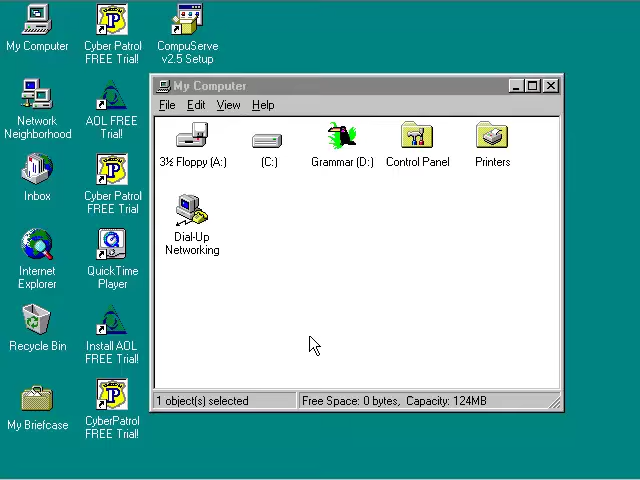 My Computer
Cyber Patrol
FREE Trial!
CompuServe
v2.5 Setup
Network
Neighborhood
AOL FREE
Trial!
Inbox
Cyber Patrol
FREE Trial!
Internet
Explorer
QuickTime
Player
Recycle Bin
Install AOL
FREE Trial!
My Briefcase
CyberPatrol
FREE Trial!
My Computer
File Edit View Help
3½ Floppy (A:) (C:) Grammar (D:) Control Panel Printers
Dial-Up
Networking
1 object(s) selected Free Space: 0 bytes, Capacity: 124MB